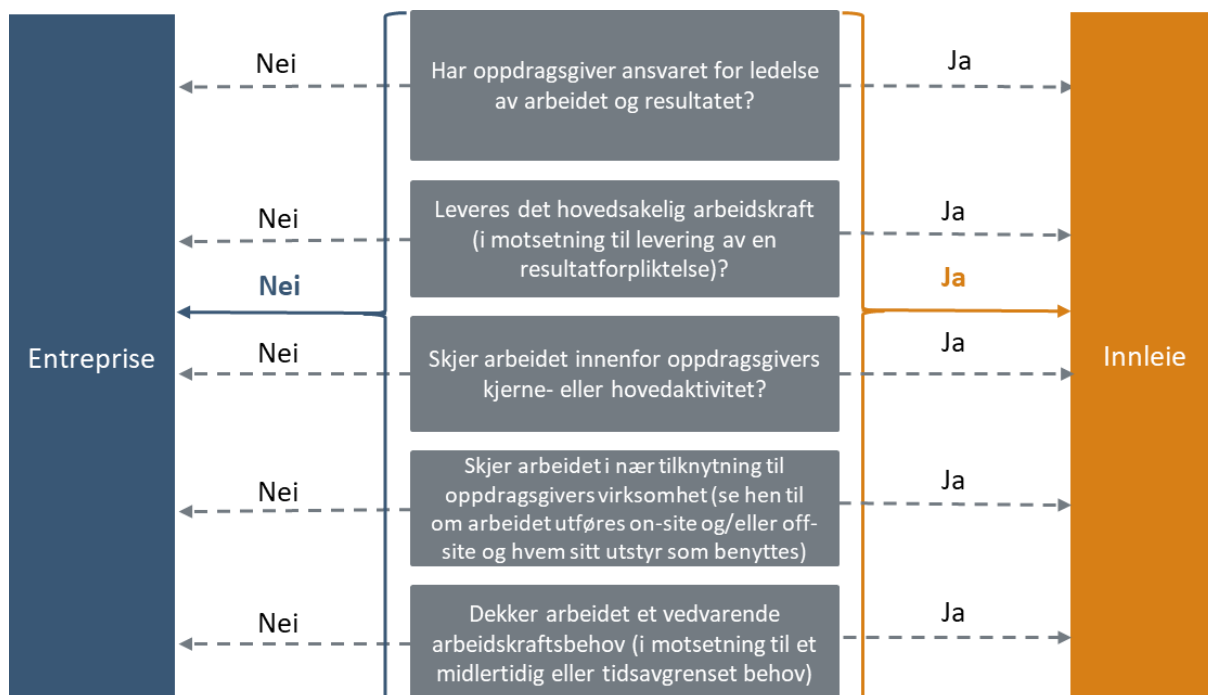 Nei
Har oppdragsgiver ansvaret for ledelse
av arbeidet og resultatet?
Ja
Nei
Leveres det hovedsakelig arbeidskraft
(i motsetning til levering av en
resultatforpliktelse)?
Ja
Nei
Ja
Entreprise
Nei
Skjer arbeidet innenfor oppdragsgivers
kjerne- eller hovedaktivitet?
Ja
Innleie
Nei
Skjer arbeidet i nær tilknytning til
oppdragsgivers virksomhet (se hen til
om arbeidet utføres on-site og/eller off-
site og hvem sitt utstyr som benyttes)
Ja
Nei
Dekker arbeidet et vedvarende
arbeidskraftsbehov (i motsetning til et
midlertidig eller tidsavgrenset behov)
Ja